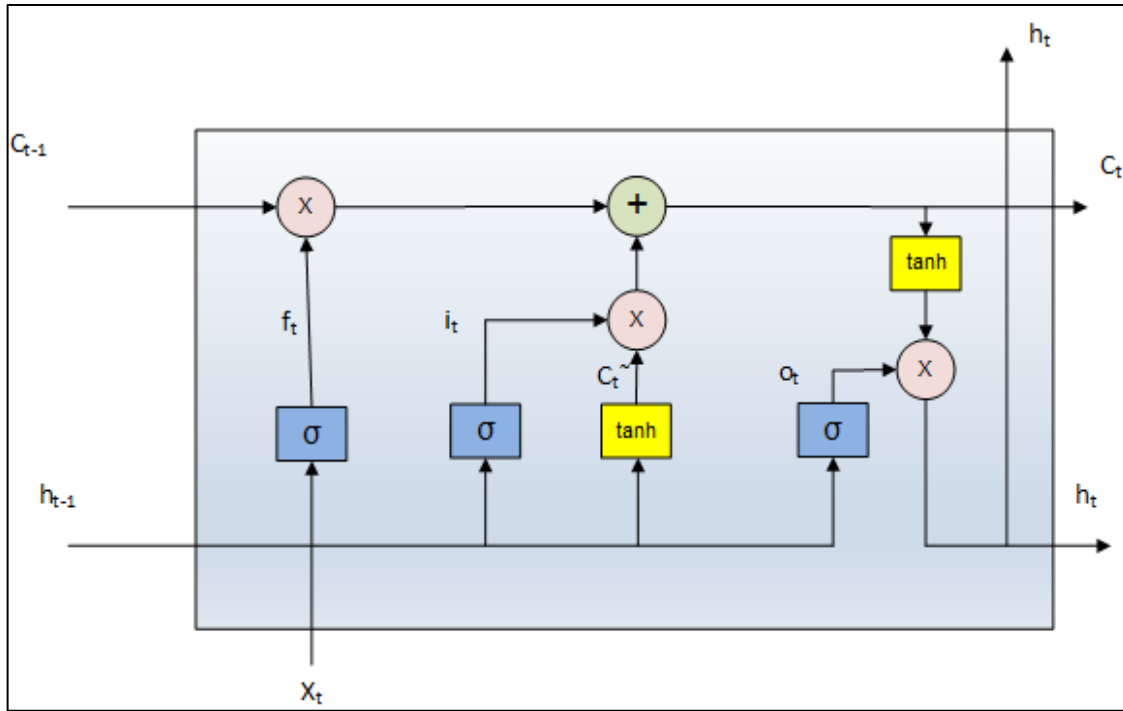 hₜ
Cₜ₋₁
Cₜ
x
+
tanh
fₜ
iₜ
x
Cₜ~
oₜ
x
σ
σ
tanh
σ
hₜ₋₁
hₜ
Xₜ